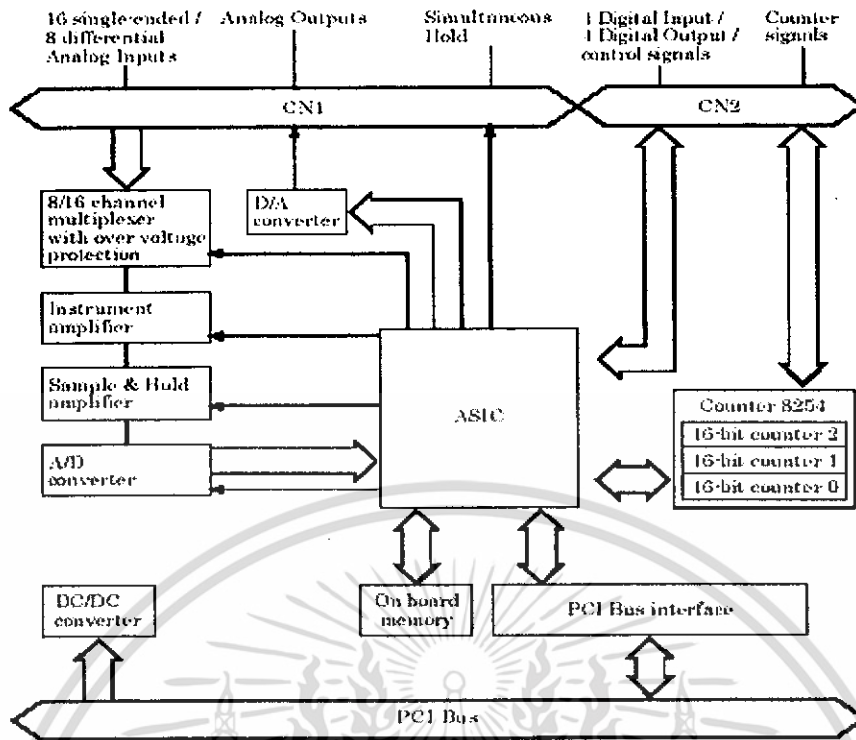 16 single-ended /
8 differential
Analog Inputs
Analog Outputs
Simultaneous
Hold
4 Digital Input /
4 Digital Output /
control signals
Counter
signals
CN1
CN2
8/16 channel
multiplexer
with over voltage
protection
D/A
converter
Instrument
amplifier
Sample & Hold
amplifier
A/D
converter
ASIC
Counter 8254
16-bit counter 2
16-bit counter 1
16-bit counter 0
DC/DC
converter
On board
memory
PCI Bus interface
PCI Bus